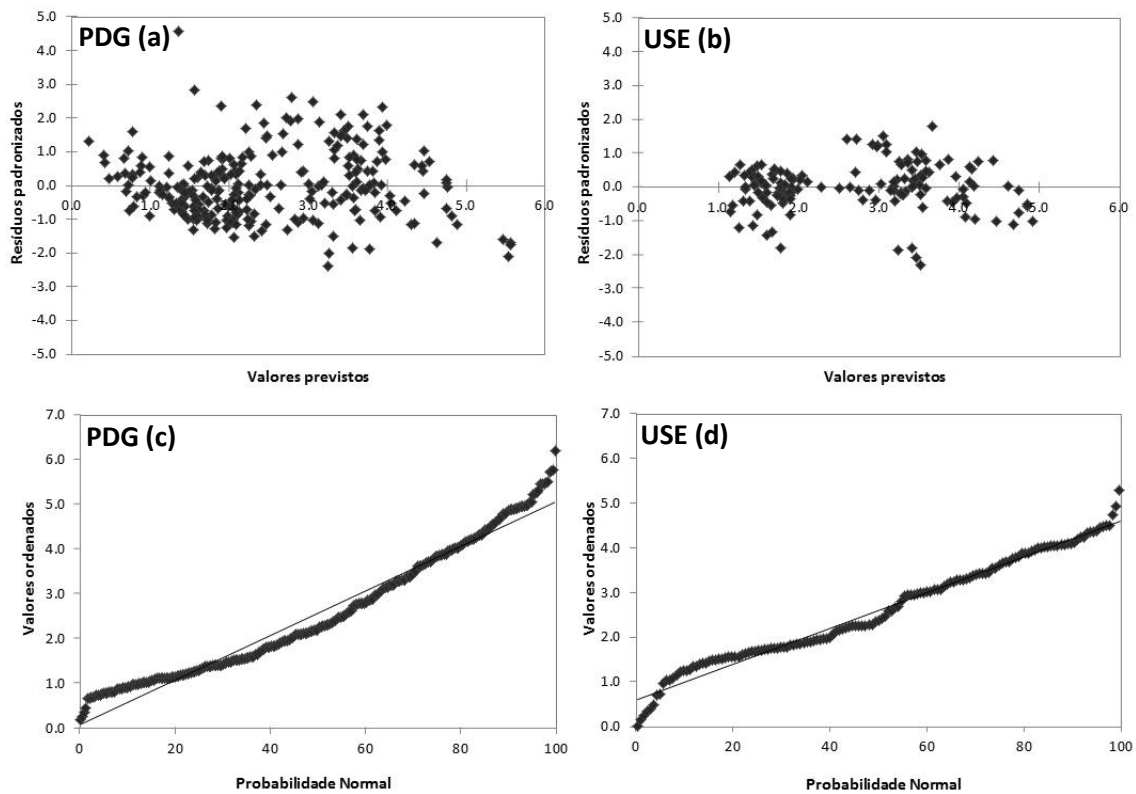 PDG (a)
5.0
4.0
3.0
2.0
1.0
0.0
-1.0
-2.0
-3.0
-4.0
-5.0
0.0 1.0 2.0 3.0 4.0 5.0 6.0
Resíduos padronizados
Valores previstos
USE (b)
5.0
4.0
3.0
2.0
1.0
0.0
-1.0
-2.0
-3.0
-4.0
-5.0
0.0 1.0 2.0 3.0 4.0 5.0 6.0
Resíduos padronizados
Valores previstos
PDG (c)
7.0
6.0
5.0
4.0
3.0
2.0
1.0
0.0
0 20 40 60 80 100
Valores ordenados
Probabilidade Normal
USE (d)
7.0
6.0
5.0
4.0
3.0
2.0
1.0
0.0
0 20 40 60 80 100
Valores ordenados
Probabilidade Normal